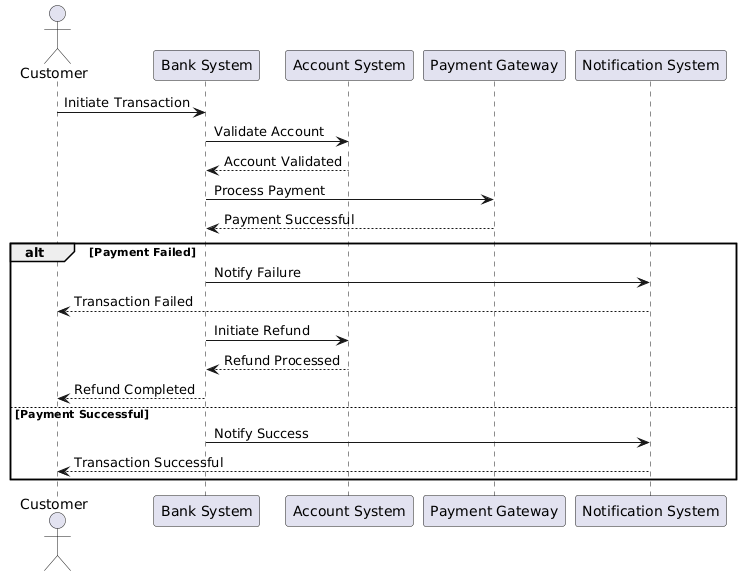 Customer
Bank System
Account System
Payment Gateway
Notification System
Initiate Transaction
Validate Account
Account Validated
Process Payment
Payment Successful
alt
[Payment Failed]
Notify Failure
Transaction Failed
Initiate Refund
Refund Processed
Refund Completed
[Payment Successful]
Notify Success
Transaction Successful
Customer
Bank System
Account System
Payment Gateway
Notification System